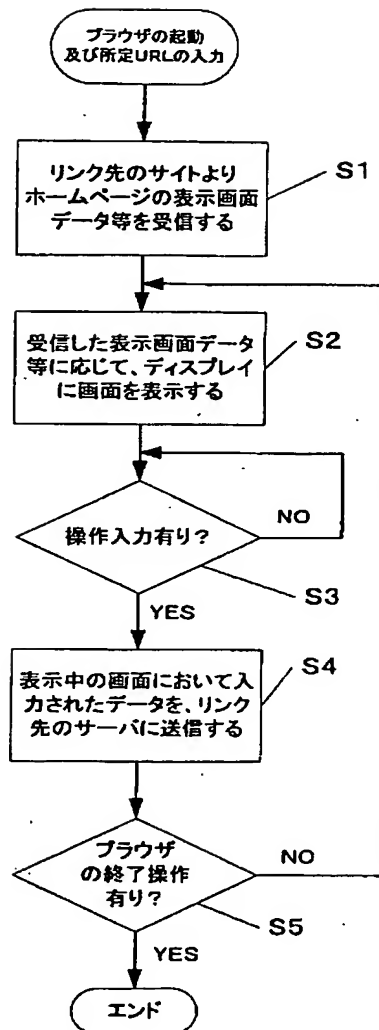 ブラウザの起動
及び所定URLの入力
リンク先のサイトより
ホームページの表示画面
データ等を受信する
S1
受信した表示画面データ
等に応じて、ディスプレイ
に画面を表示する
S2
操作入力有り?
NO
S3
YES
表示中の画面において入
力されたデータを、リンク
先のサーバに送信する
S4
ブラウザ
の終了操作
有り?
NO
S5
YES
エンド